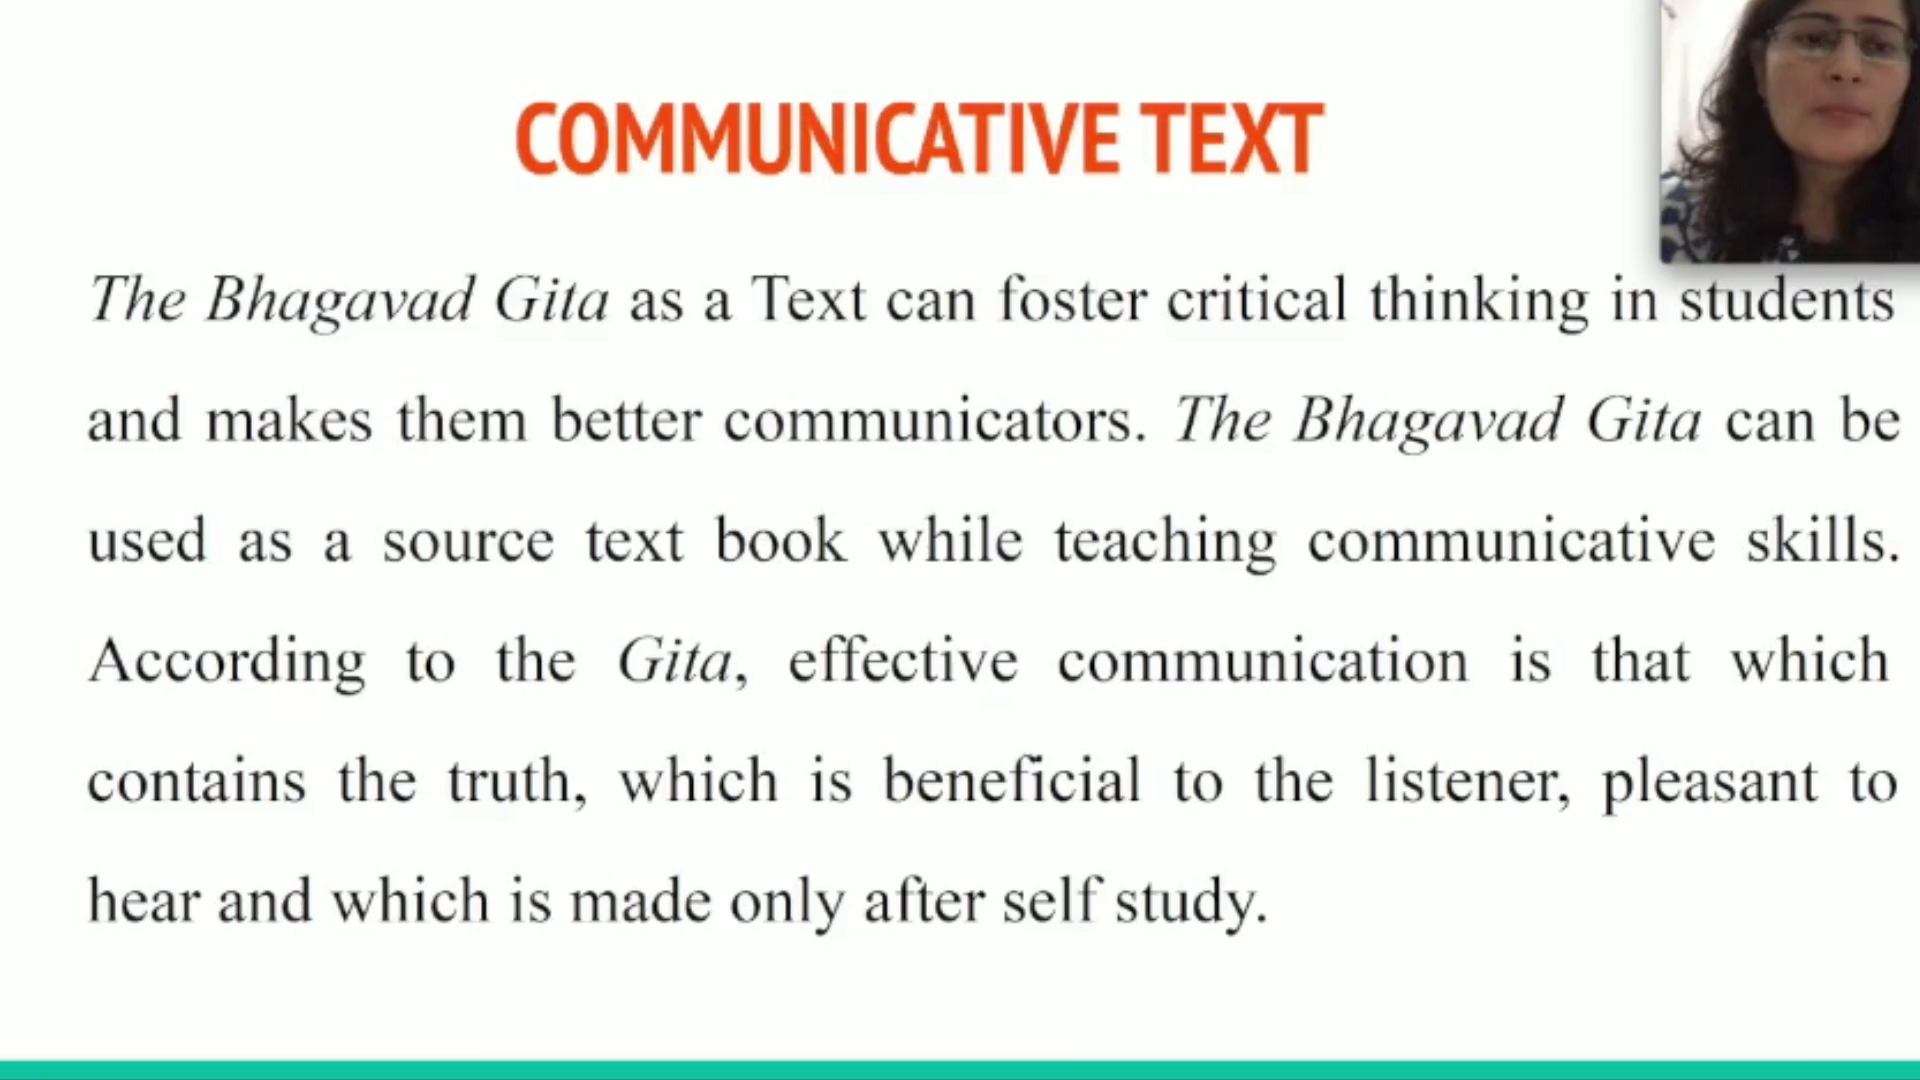 COMMUNICATIVE TEXT
The Bhagavad Gita as a Text can foster critical thinking in students
and makes them better communicators. The Bhagavad Gita can be
used as a source text book while teaching communicative skills.
According to the Gita, effective communication is that which
contains the truth, which is beneficial to the listener, pleasant to
hear and which is made only after self study.